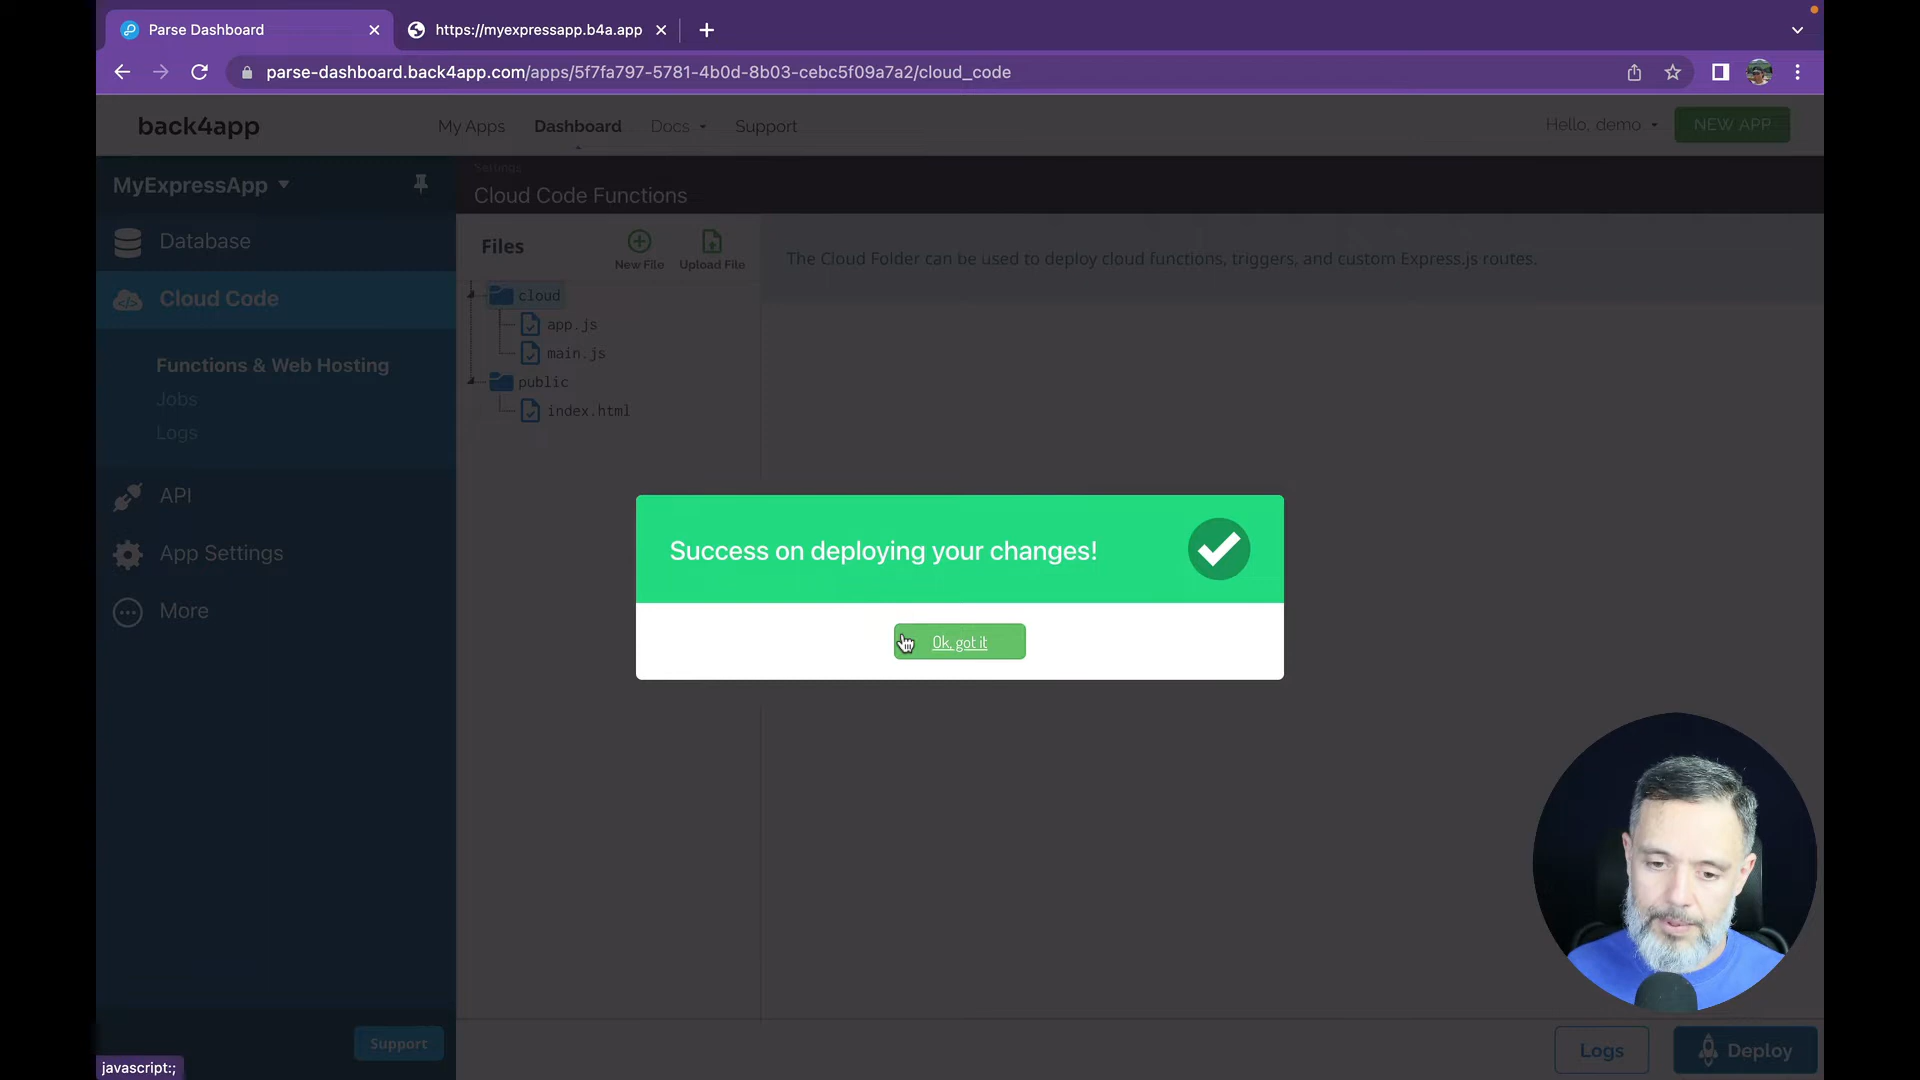 Parse Dashboard
https://myexpressapp.b4a.app
parse-dashboard.back4app.com/apps/5f7fa797-5781-4b0d-8b03-cebc5f09a7a2/cloud_code
back4app
My Apps
Dashboard
Docs
Support
Hello, demo
NEW APP
MyExpressApp
Settings
Cloud Code Functions
Database
Cloud Code
Functions & Web Hosting
Jobs
Logs
API
App Settings
More
Support
Files
New File
Upload File
cloud
app.js
main.js
public
index.html
The Cloud Folder can be used to deploy cloud functions, triggers, and custom Express.js routes.
Success on deploying your changes!
Ok, got it
Logs
Deploy
javascript:;